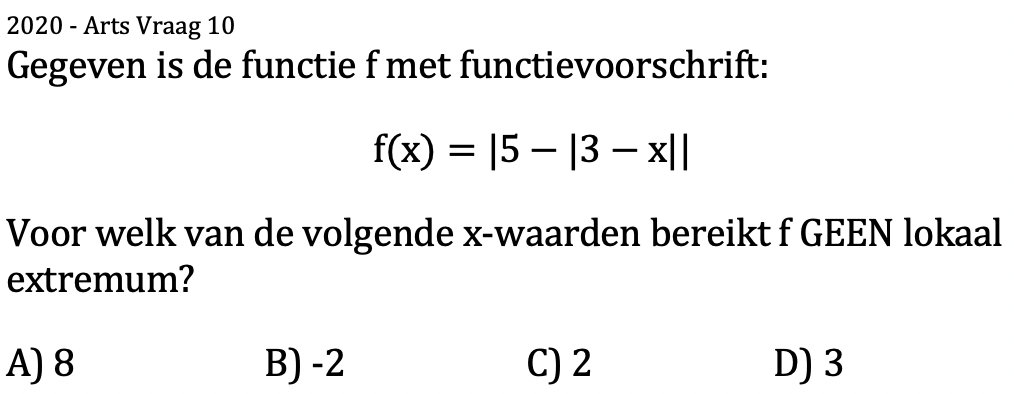 2020 - Arts Vraag 10
Gegeven is de functie f met functievoorschrift:
f(x) = |5 − |3 − x||
Voor welk van de volgende x-waarden bereikt f GEEN lokaal
extremum?
A) 8 B) -2 C) 2 D) 3